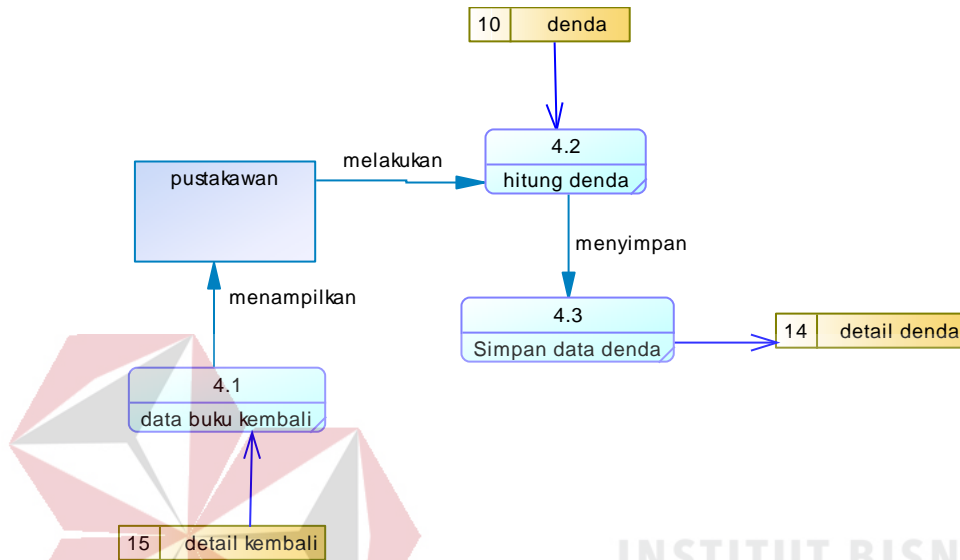 10 denda
4.2
hitung denda
melakukan
pustakawan
menyimpan
menampilkan
4.3
Simpan data denda
14 detail denda
4.1
data buku kembali
15 detail kembali
INSTITUT BISN